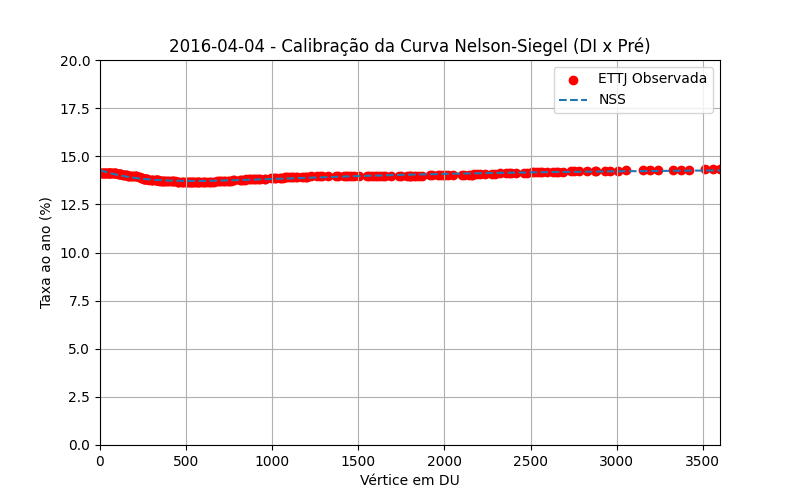 2016-04-04 - Calibração da Curva Nelson-Siegel (DI x Pré)
ETTJ Observada
NSS
Taxa ao ano (%)
20.0
17.5
15.0
12.5
10.0
7.5
5.0
2.5
0.0
0 500 1000 1500 2000 2500 3000 3500
Vértice em DU